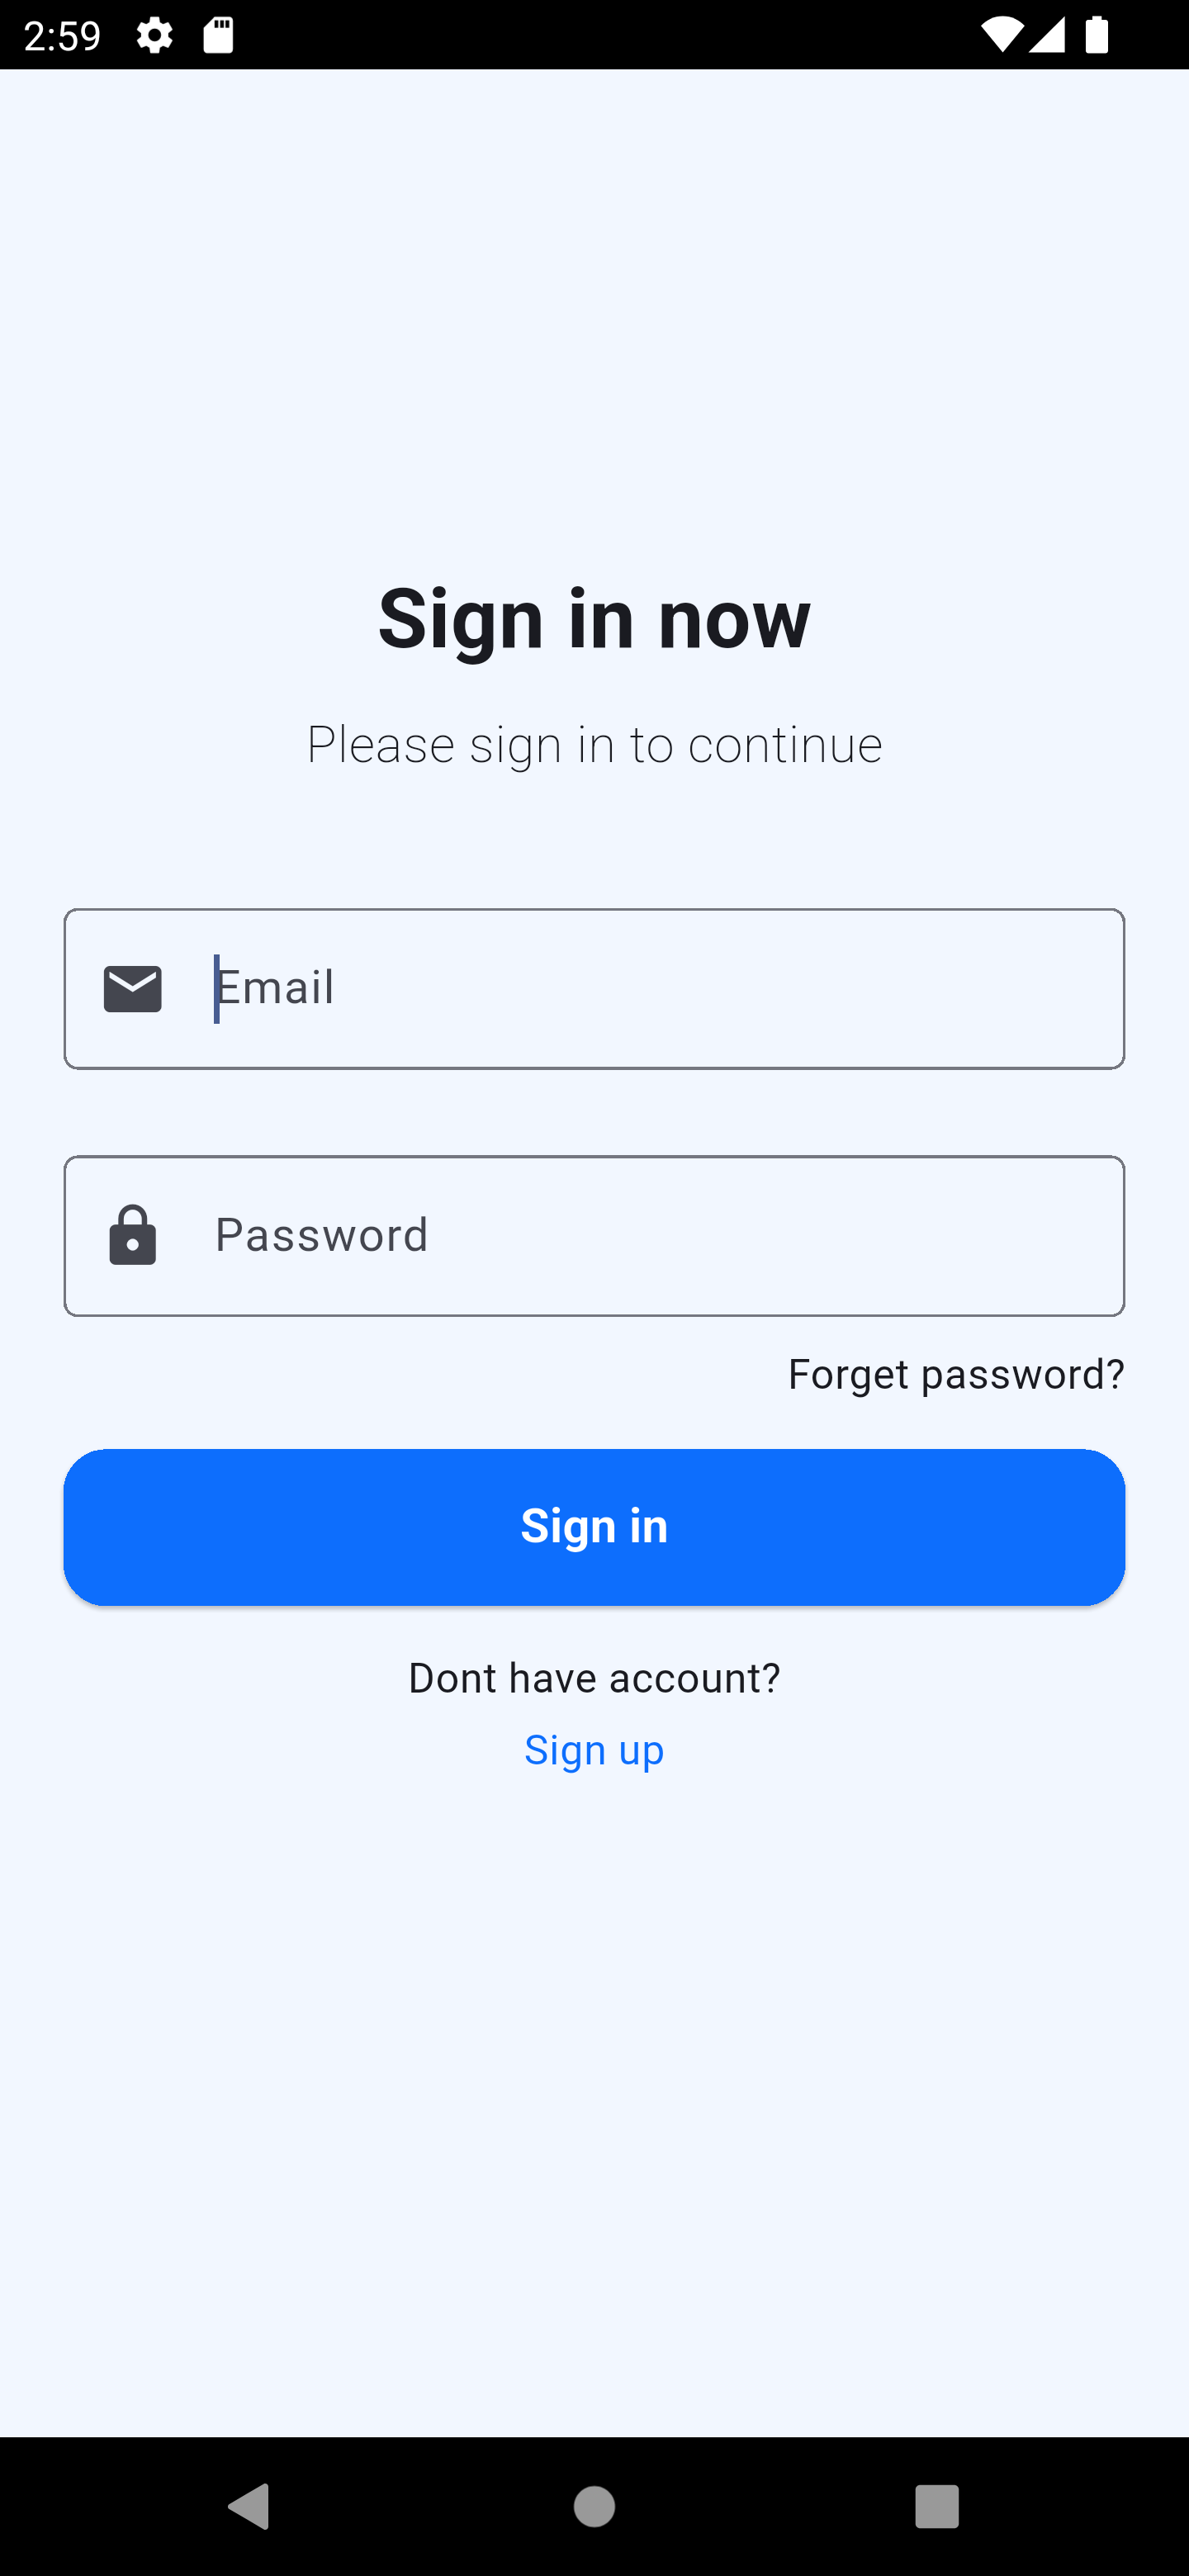 2:59
Sign in now
Please sign in to continue
Email
Password
Forget password?
Sign in
Dont have account?
Sign up